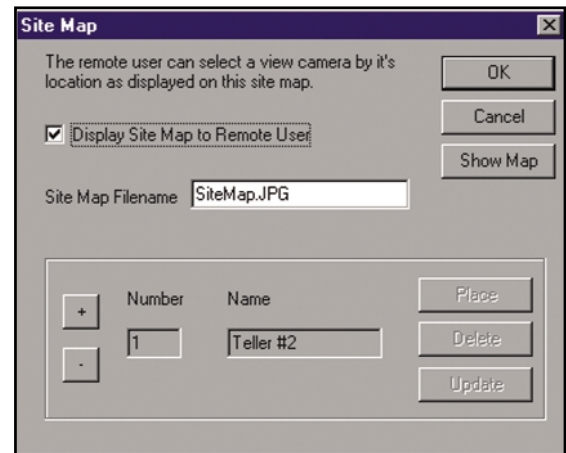 Site Map
The remote user can select a view camera by it's
location as displayed on this site map.
OK
Cancel
Show Map
Display Site Map to Remote User
Site Map Filename SiteMap.JPG
+
-
Number Name
1 Teller #2
Place
Delete
Update